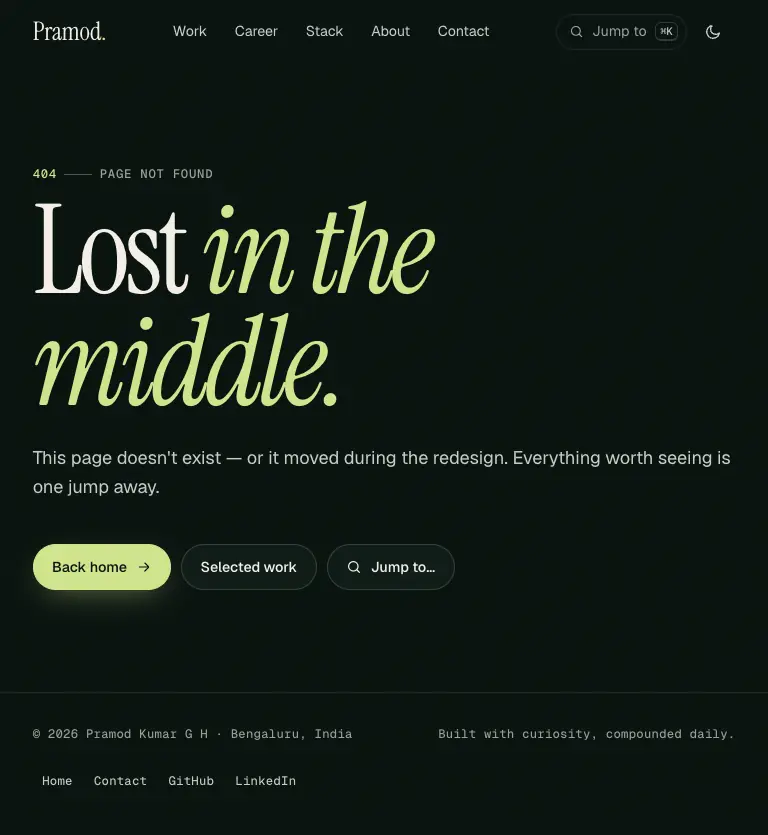 Pramod.
Work Career Stack About Contact
Jump to ⌘K
404 PAGE NOT FOUND
Lost in the
middle.
This page doesn't exist — or it moved during the redesign. Everything worth seeing is
one jump away.
Back home → Selected work Jump to...
© 2026 Pramod Kumar G H · Bengaluru, India
Built with curiosity, compounded daily.
Home Contact GitHub LinkedIn